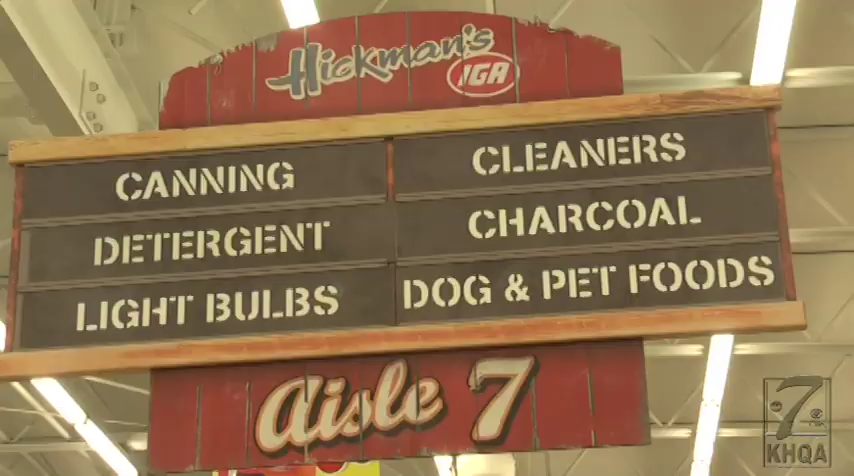 Hickman's
IGA
CANNING
CLEANERS
DETERGENT
CHARCOAL
LIGHT BULBS
DOG & PET FOODS
Aisle 7
7
KHQA